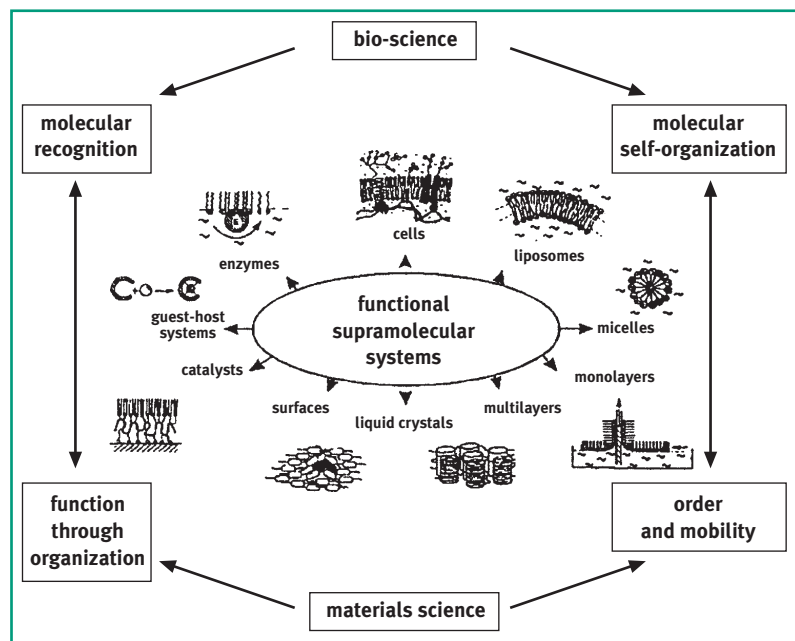 bio-science
molecular
recognition
molecular
self-organization
cells
enzymes
liposomes
guest-host
systems
functional
supramolecular
systems
micelles
catalysts
monolayers
surfaces
liquid crystals
multilayers
function
through
organization
order
and mobility
materials science